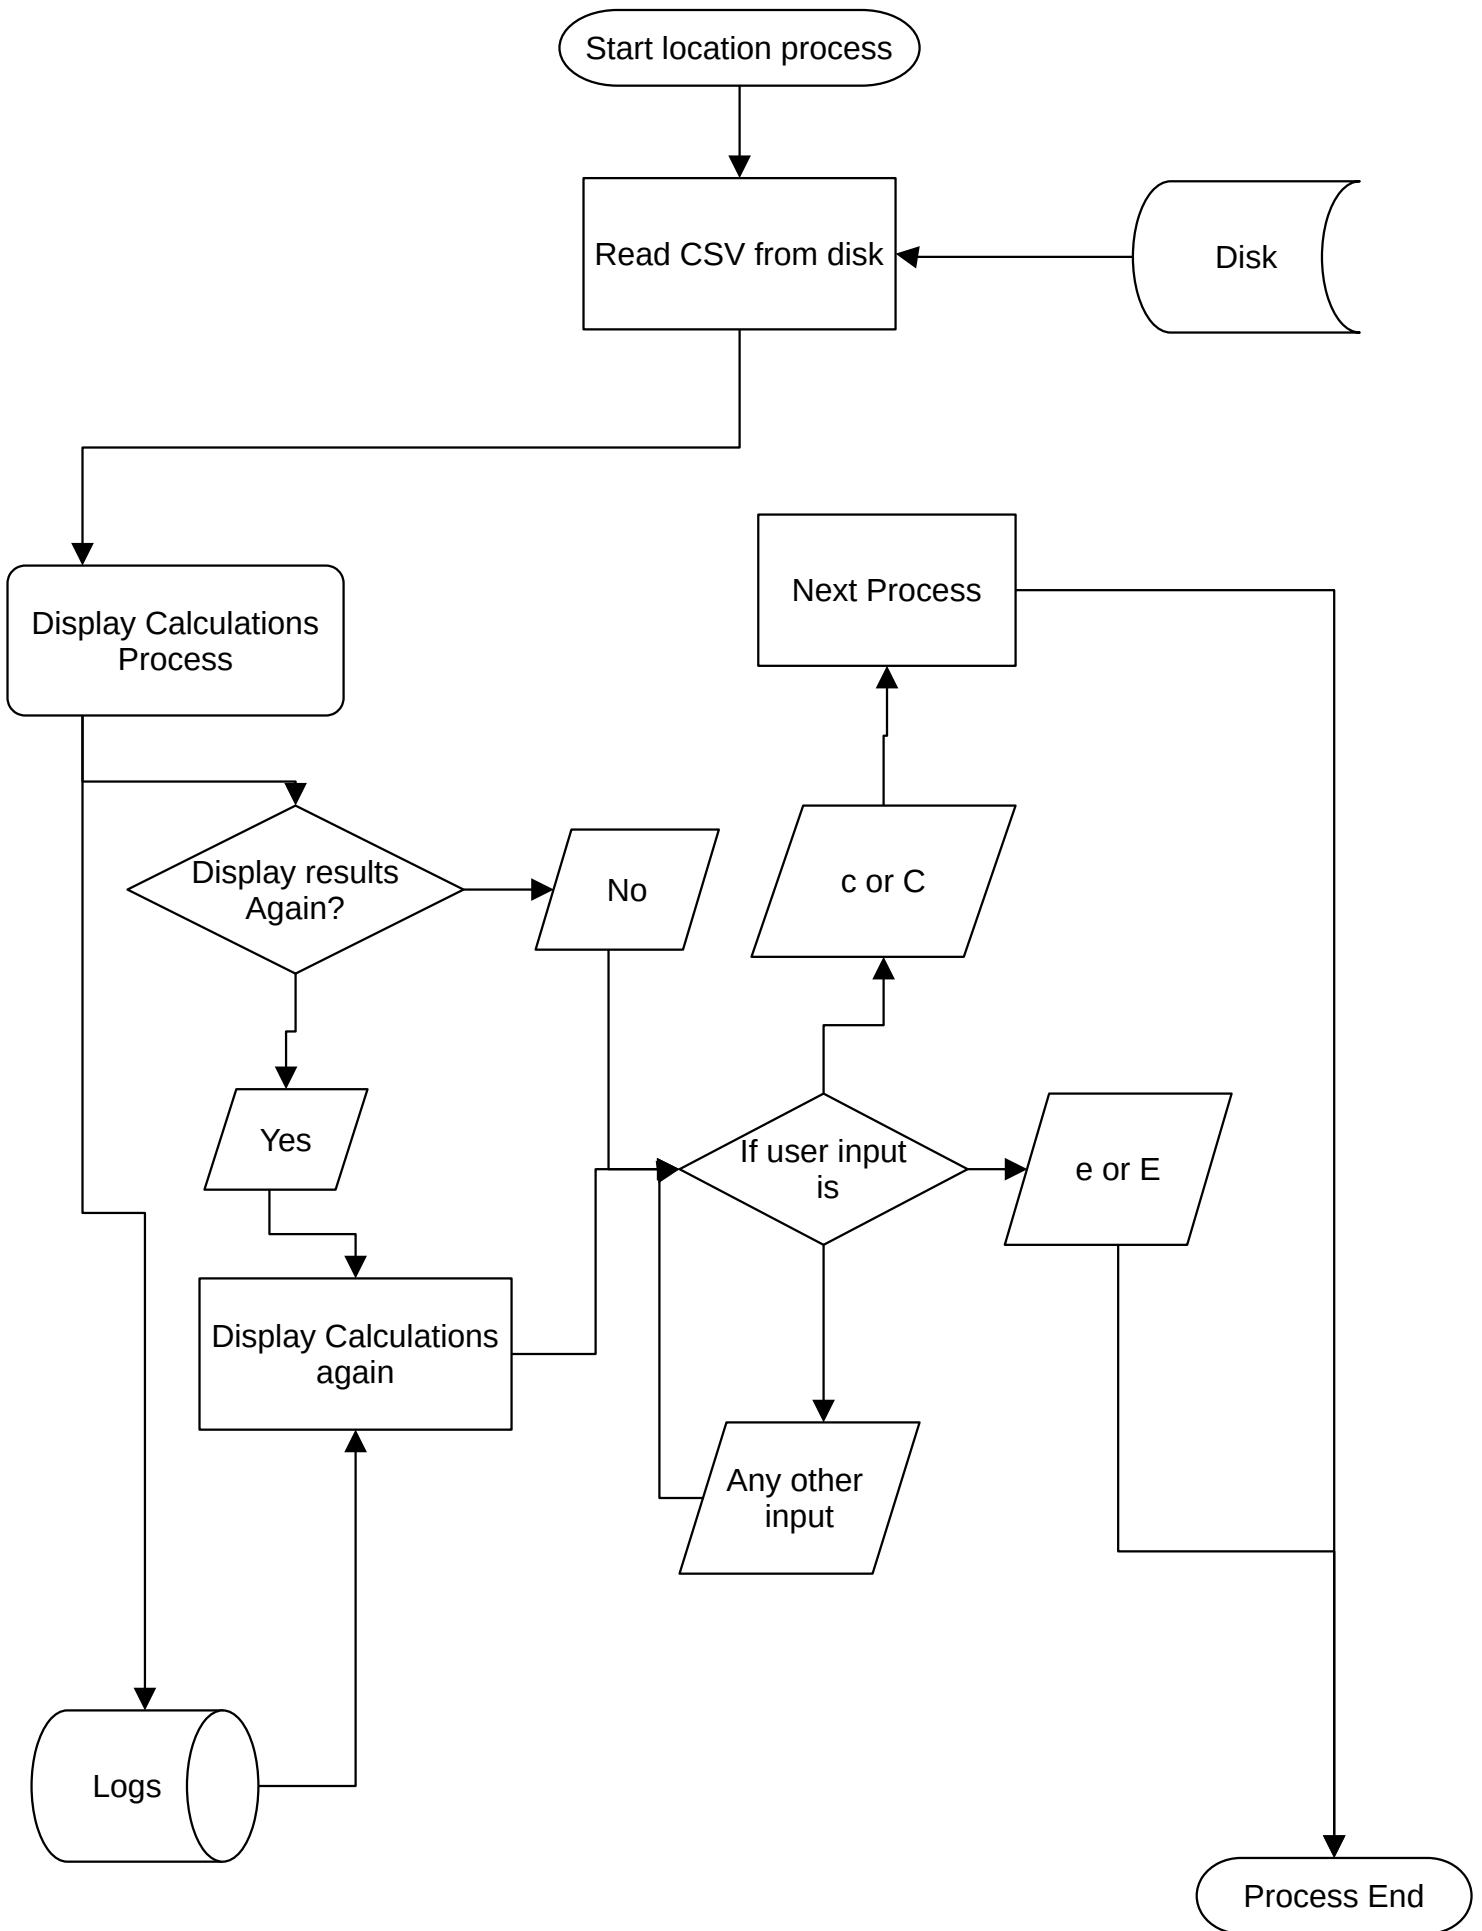 Start location process
Read CSV from disk
Disk
Next Process
Display Calculations
Process
Display results
Again?
No
c or C
Yes
If user input
is
e or E
Display Calculations
again
Any other
input
Logs
Process End